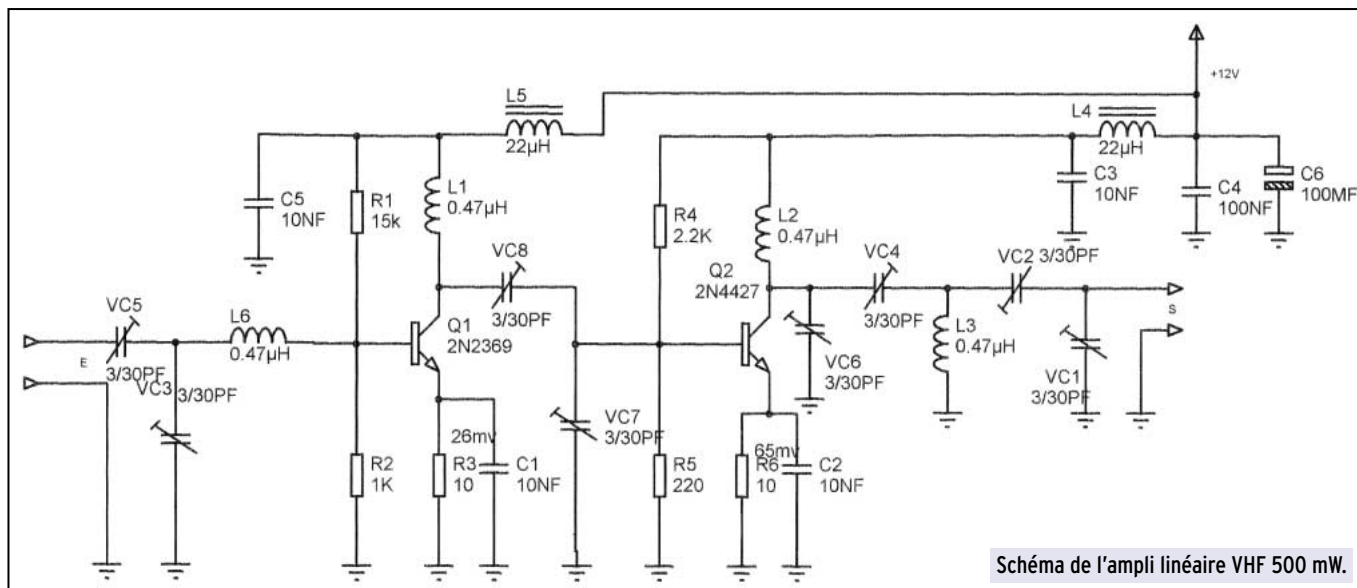 +12V
L5
22µH
L4
22µH
C5
10NF
R1
15k
L1
0.47µH
R4
2.2K
L2
0.47µH
C3
10NF
C4
100NF
C6
100MF
VC8
3/30PF
Q1
2N2369
Q2
2N4427
VC4
3/30PF
VC2
3/30PF
VC5
3/30PF
E
L6
0.47µH
VC3
3/30PF
VC6
3/30PF
L3
0.47µH
S
VC1
3/30PF
VC7
3/30PF
26mv
R2
1K
R3
10
C1
10NF
R5
220
65mv
R6
10
C2
10NF
Schéma de l'ampli linéaire VHF 500 mW.